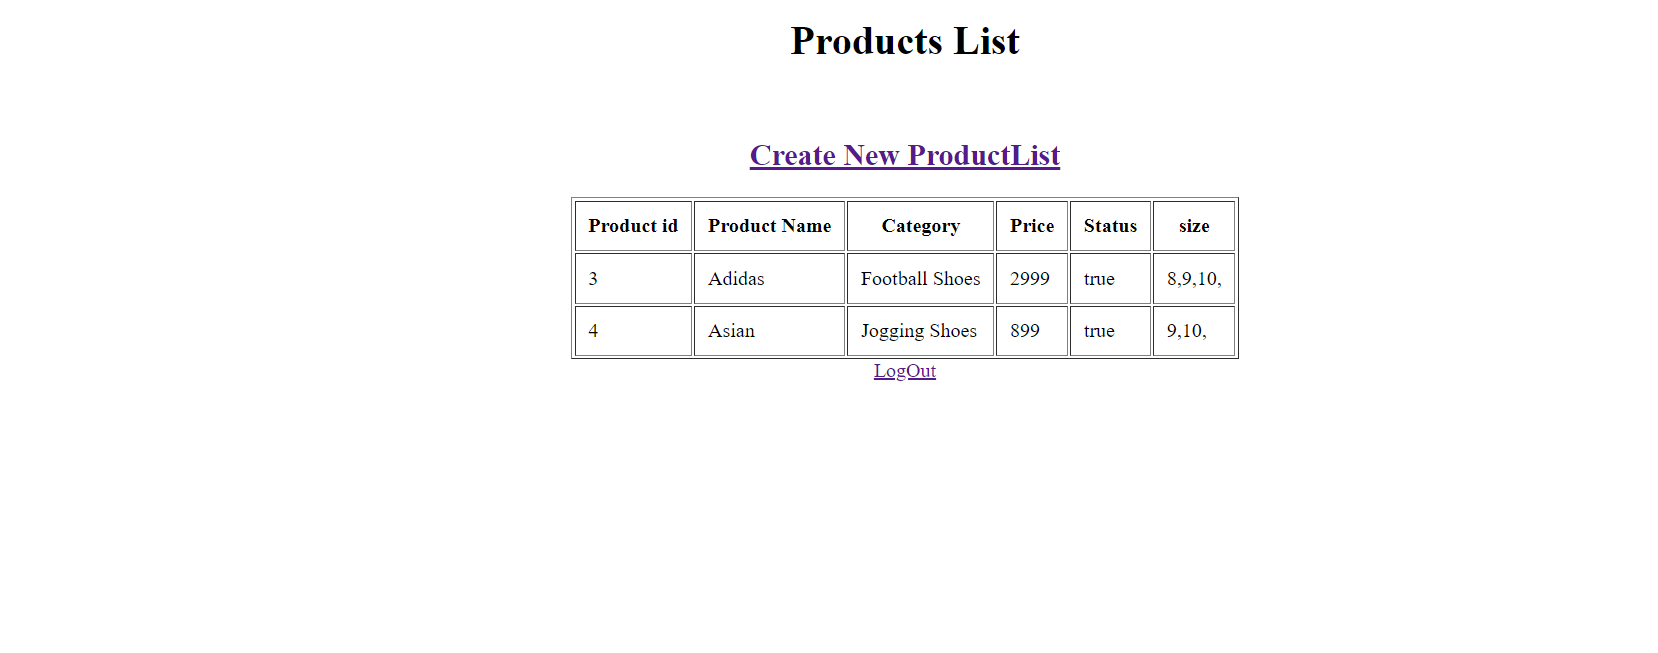 Products List
Create New ProductList
Product id Product Name Category Price Status size
3 Adidas Football Shoes 2999 true 8,9,10,
4 Asian Jogging Shoes 899 true 9,10,
LogOut